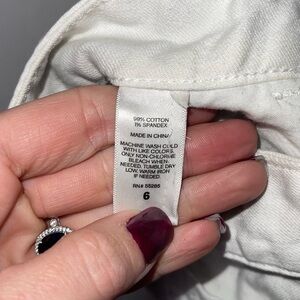 99% COTTON
1% SPANDEX
MADE IN CHINA
MACHINE WASH COLD
WITH LIKE COLORS.
ONLY NON-CHLORINE
BLEACH WHEN
NEEDED. TUMBLE DRY
LOW, WARM IRON
IF NEEDED.
RN# 55285
6